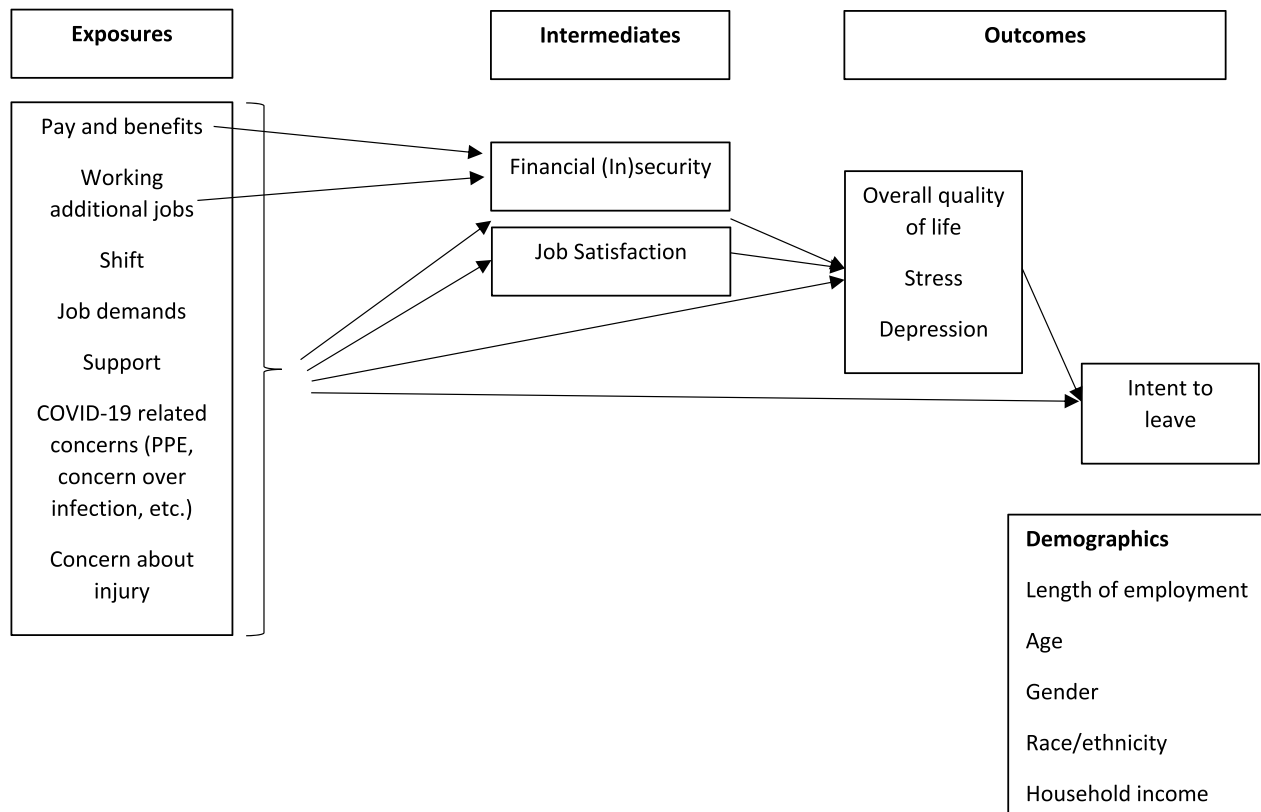 Exposures
Intermediates
Outcomes
Pay and benefits
Working
additional jobs
Shift
Job demands
Support
COVID-19 related
concerns (PPE,
concern over
infection, etc.)
Concern about
injury
Financial (In)security
Job Satisfaction
Overall quality
of life
Stress
Depression
Intent to
leave
Demographics
Length of employment
Age
Gender
Race/ethnicity
Household income